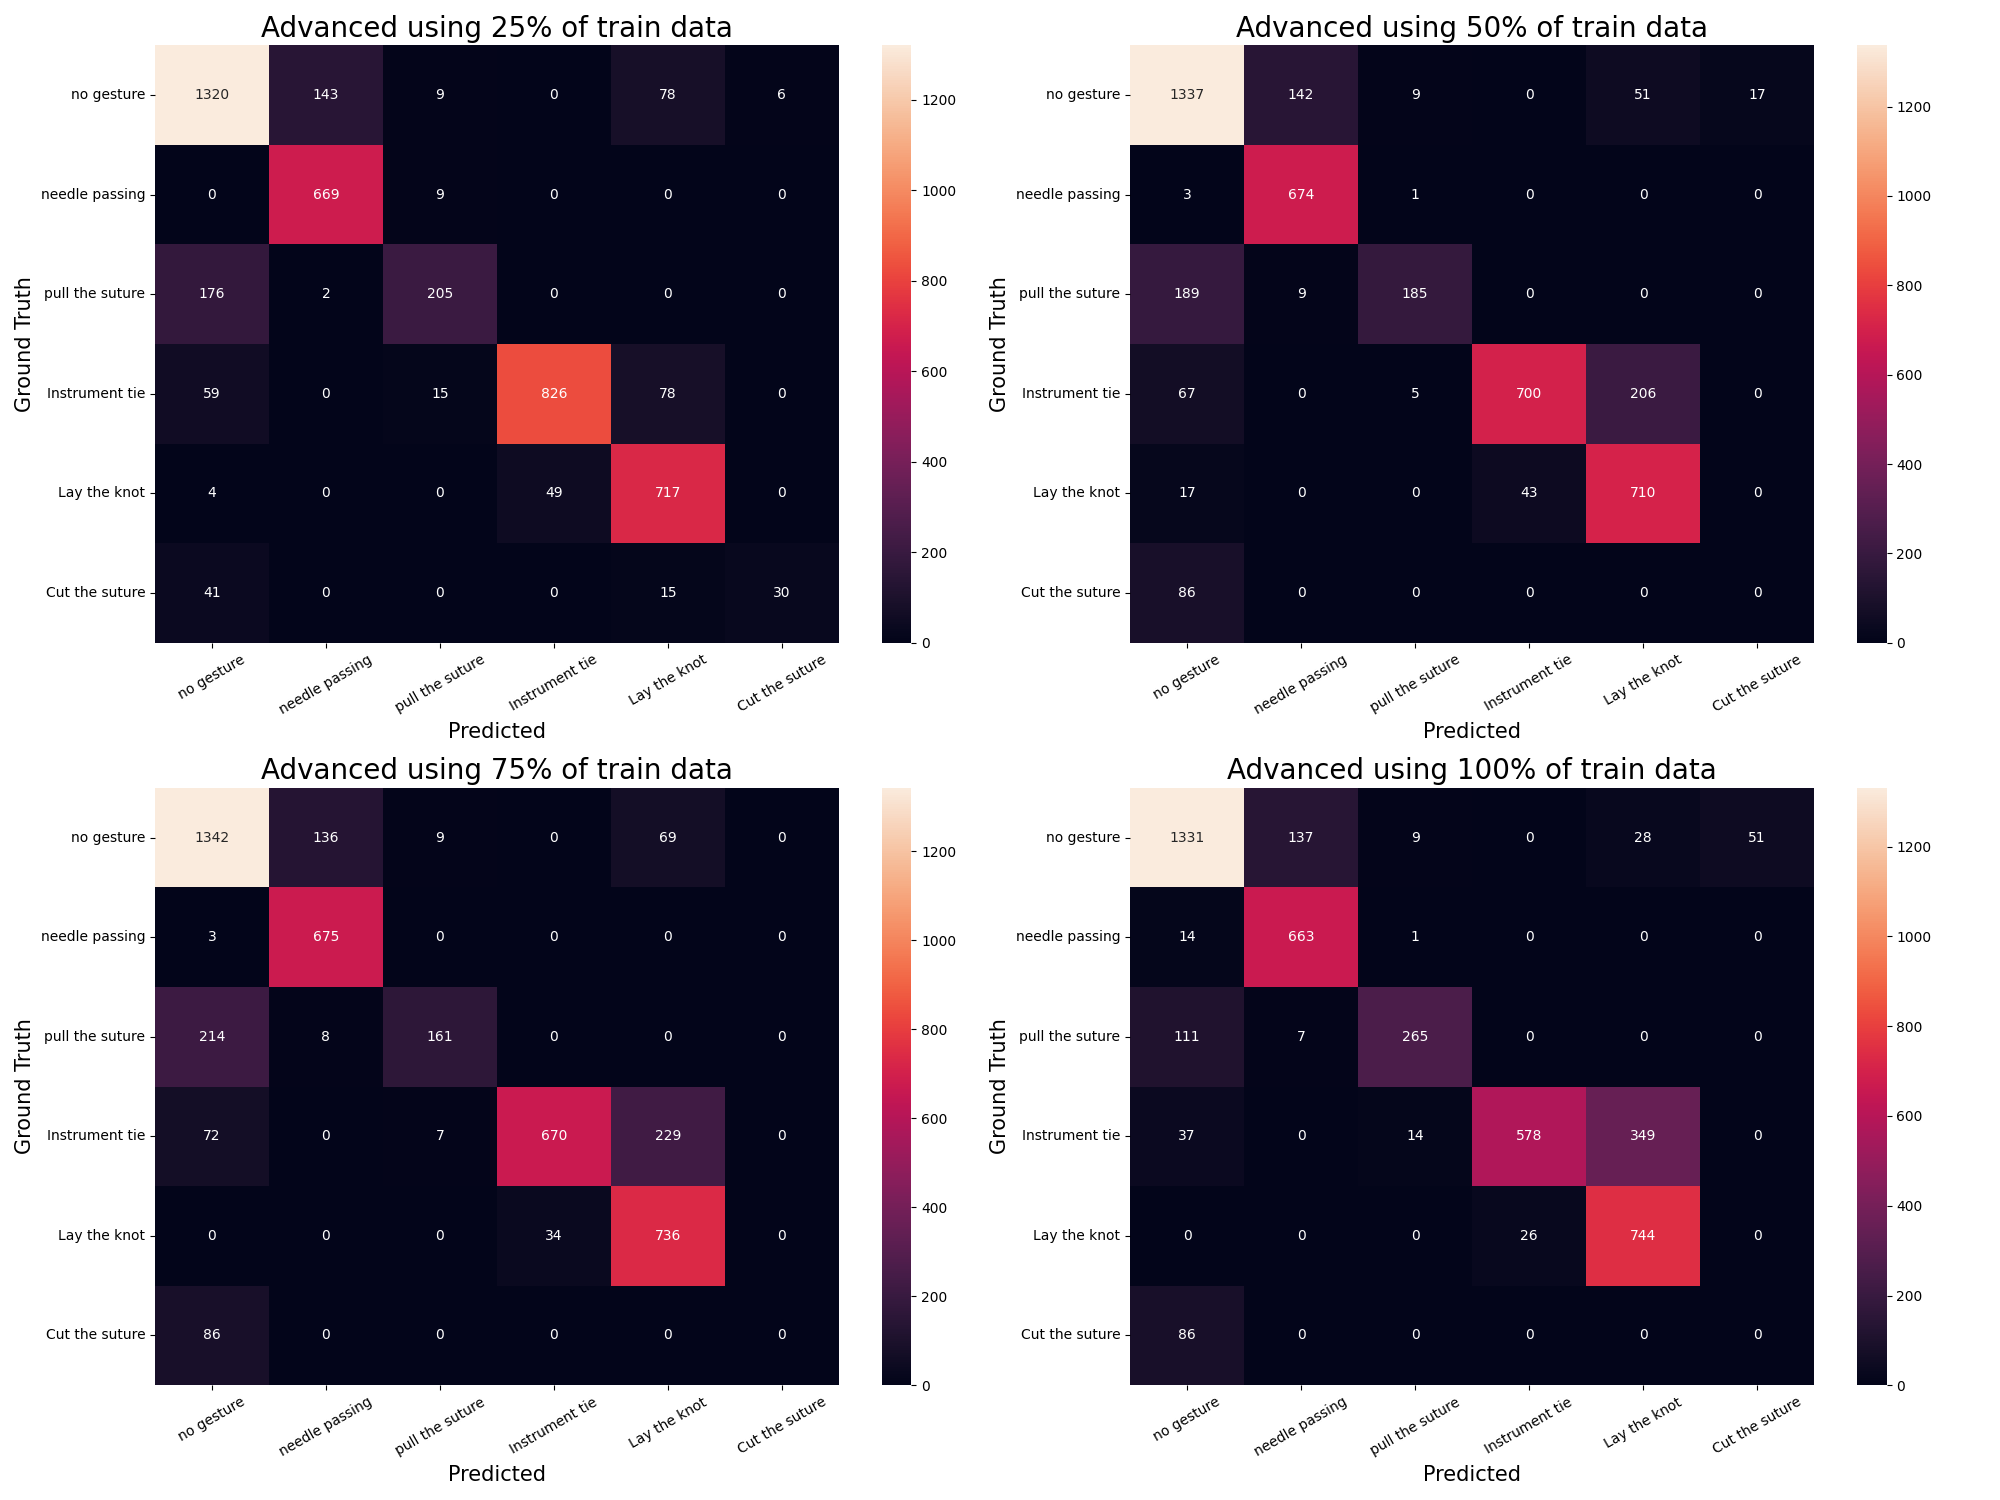 Advanced using 25% of train data
no gesture 1320 143 9 0 78 6
needle passing 0 669 9 0 0 0
pull the suture 176 2 205 0 0 0
Instrument tie 59 0 15 826 78 0
Lay the knot 4 0 0 49 717 0
Cut the suture 41 0 0 0 15 30
Ground Truth
no gesture needle passing pull the suture Instrument tie Lay the knot Cut the suture
Predicted
1200
1000
800
600
400
200
0
Advanced using 50% of train data
no gesture 1337 142 9 0 51 17
needle passing 3 674 1 0 0 0
pull the suture 189 9 185 0 0 0
Instrument tie 67 0 5 700 206 0
Lay the knot 17 0 0 43 710 0
Cut the suture 86 0 0 0 0 0
Ground Truth
no gesture needle passing pull the suture Instrument tie Lay the knot Cut the suture
Predicted
1200
1000
800
600
400
200
0
Advanced using 75% of train data
no gesture 1342 136 9 0 69 0
needle passing 3 675 0 0 0 0
pull the suture 214 8 161 0 0 0
Instrument tie 72 0 7 670 229 0
Lay the knot 0 0 0 34 736 0
Cut the suture 86 0 0 0 0 0
Ground Truth
no gesture needle passing pull the suture Instrument tie Lay the knot Cut the suture
Predicted
1200
1000
800
600
400
200
0
Advanced using 100% of train data
no gesture 1331 137 9 0 28 51
needle passing 14 663 1 0 0 0
pull the suture 111 7 265 0 0 0
Instrument tie 37 0 14 578 349 0
Lay the knot 0 0 0 26 744 0
Cut the suture 86 0 0 0 0 0
Ground Truth
no gesture needle passing pull the suture Instrument tie Lay the knot Cut the suture
Predicted
1200
1000
800
600
400
200
0